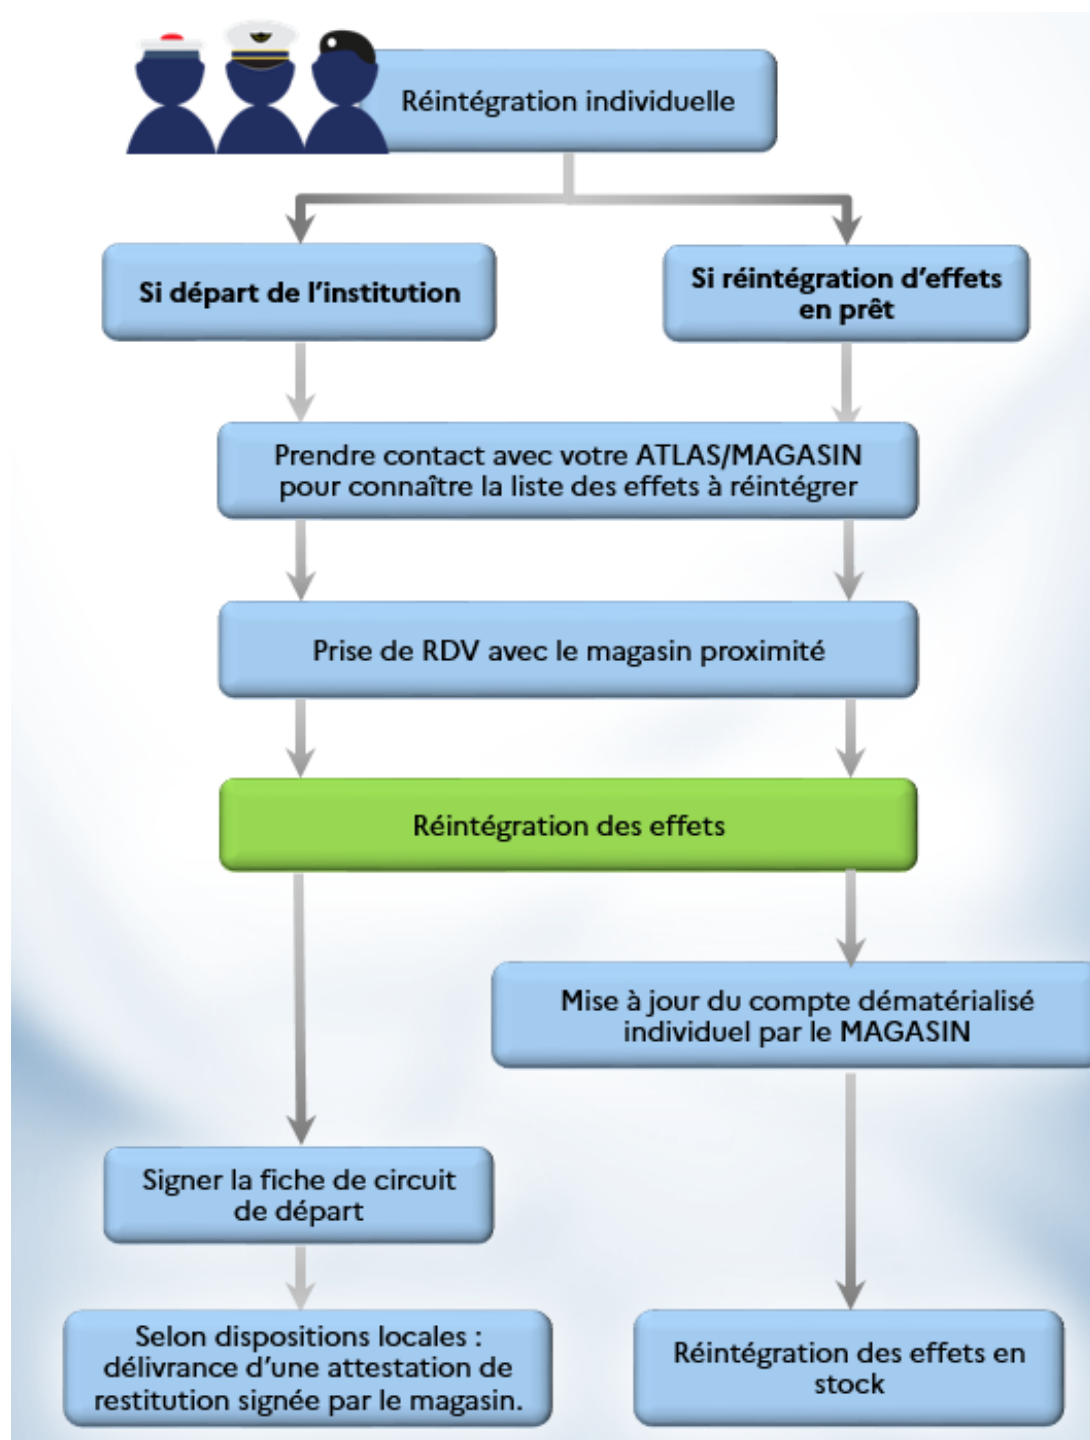 Réintégration individuelle
Si départ de l'institution
Si réintégration d'effets
en prêt
Prendre contact avec votre ATLAS/MAGASIN
pour connaître la liste des effets à réintégrer
Prise de RDV avec le magasin proximité
Réintégration des effets
Mise à jour du compte dématérialisé
individuel par le MAGASIN
Signer la fiche de circuit
de départ
Selon dispositions locales :
délivrance d'une attestation de
restitution signée par le magasin.
Réintégration des effets en
stock